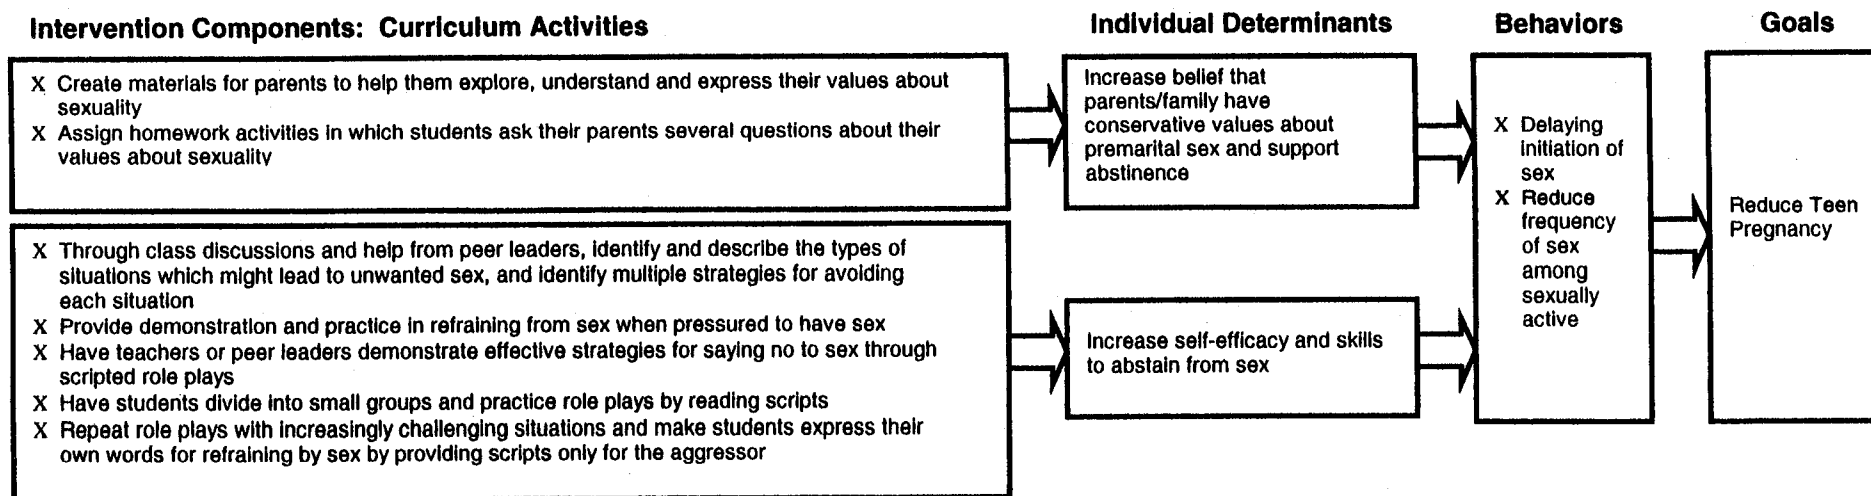 Intervention Components: Curriculum Activities
X Create materials for parents to help them explore, understand and express their values about
sexuality
X Assign homework activities in which students ask their parents several questions about their
values about sexuality
X Through class discussions and help from peer leaders, identify and describe the types of
situations which might lead to unwanted sex, and identify multiple strategies for avoiding
each situation
X Provide demonstration and practice in refraining from sex when pressured to have sex
X Have teachers or peer leaders demonstrate effective strategies for saying no to sex through
scripted role plays
X Have students divide into small groups and practice role plays by reading scripts
X Repeat role plays with increasingly challenging situations and make students express their
own words for refraining by sex by providing scripts only for the aggressor
Individual Determinants
Increase belief that
parents/family have
conservative values about
premarital sex and support
abstinence
Increase self-efficacy and skills
to abstain from sex
Behaviors
X Delaying
initiation of
sex
X Reduce
frequency
of sex
among
sexually
active
Goals
Reduce Teen
Pregnancy